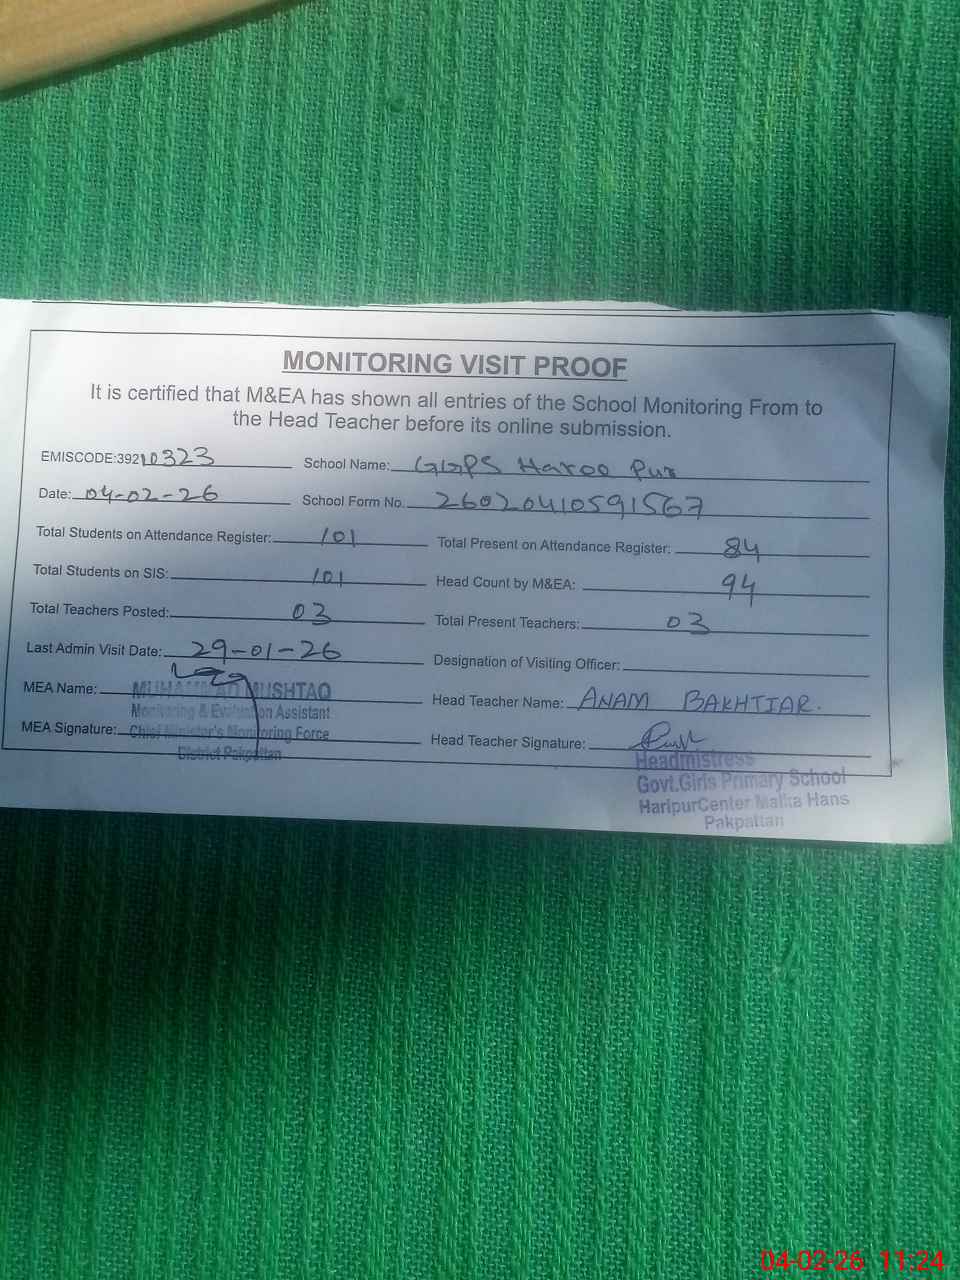 MONITORING VISIT PROOF
It is certified that M&EA has shown all entries of the School Monitoring From to
the Head Teacher before its online submission.
EMISCODE:39210323 School Name: GGPS Haroo Pur
Date: 04-02-26 School Form No. 26020410591567
Total Students on Attendance Register: 101 Total Present on Attendance Register: 84
Total Students on SIS: 101 Head Count by M&EA: 94
Total Teachers Posted: 03 Total Present Teachers: 03
Last Admin Visit Date: 29-01-26 Designation of Visiting Officer:
MEA Name: MUHAMMAD MUSHTAQ Head Teacher Name: ANAM BAKHTIAR.
Monitoring & Evaluation Assistant
MEA Signature: Chief Minister's Monitoring Force Head Teacher Signature:
District Pakpattan Headmistress
Govt.Girls Primary School
HaripurCenter Malka Hans
Pakpattan
04-02-26 11:24